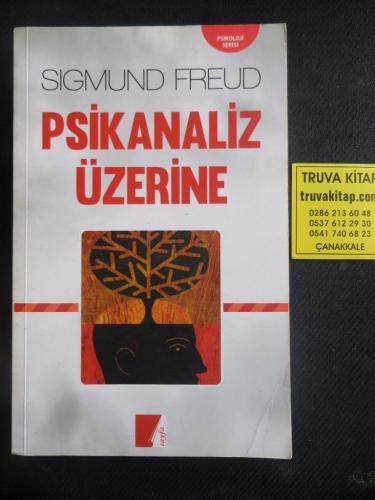 PSİKOLOJİ
SERİSİ
SIGMUND FREUD
PSİKANALİZ
ÜZERİNE
TRUVA KİTAP
truvakitap.com
0286 213 60 48
0537 612 29 30
0541 740 68 23
ÇANAKKALE
sayfa